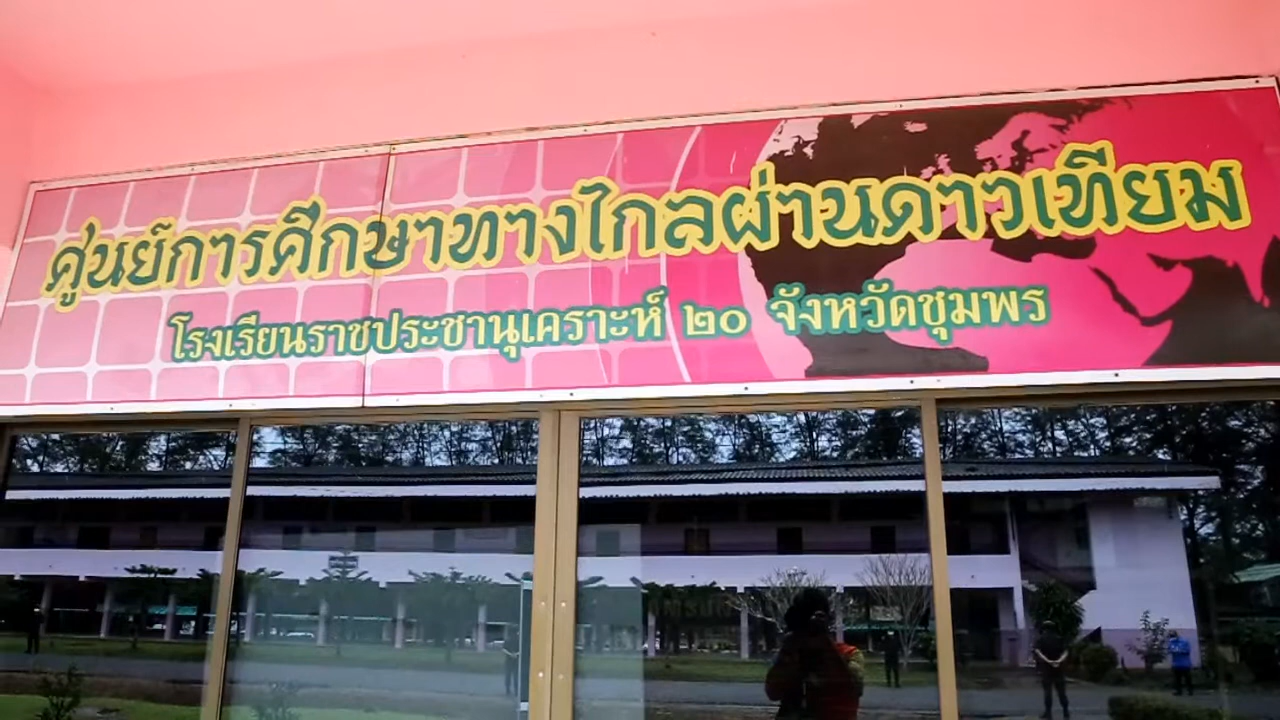 ศูนย์การศึกษาทางไกลผ่านดาวเทียม
โรงเรียนราชประชานุเคราะห์ ๒๐ จังหวัดชุมพร